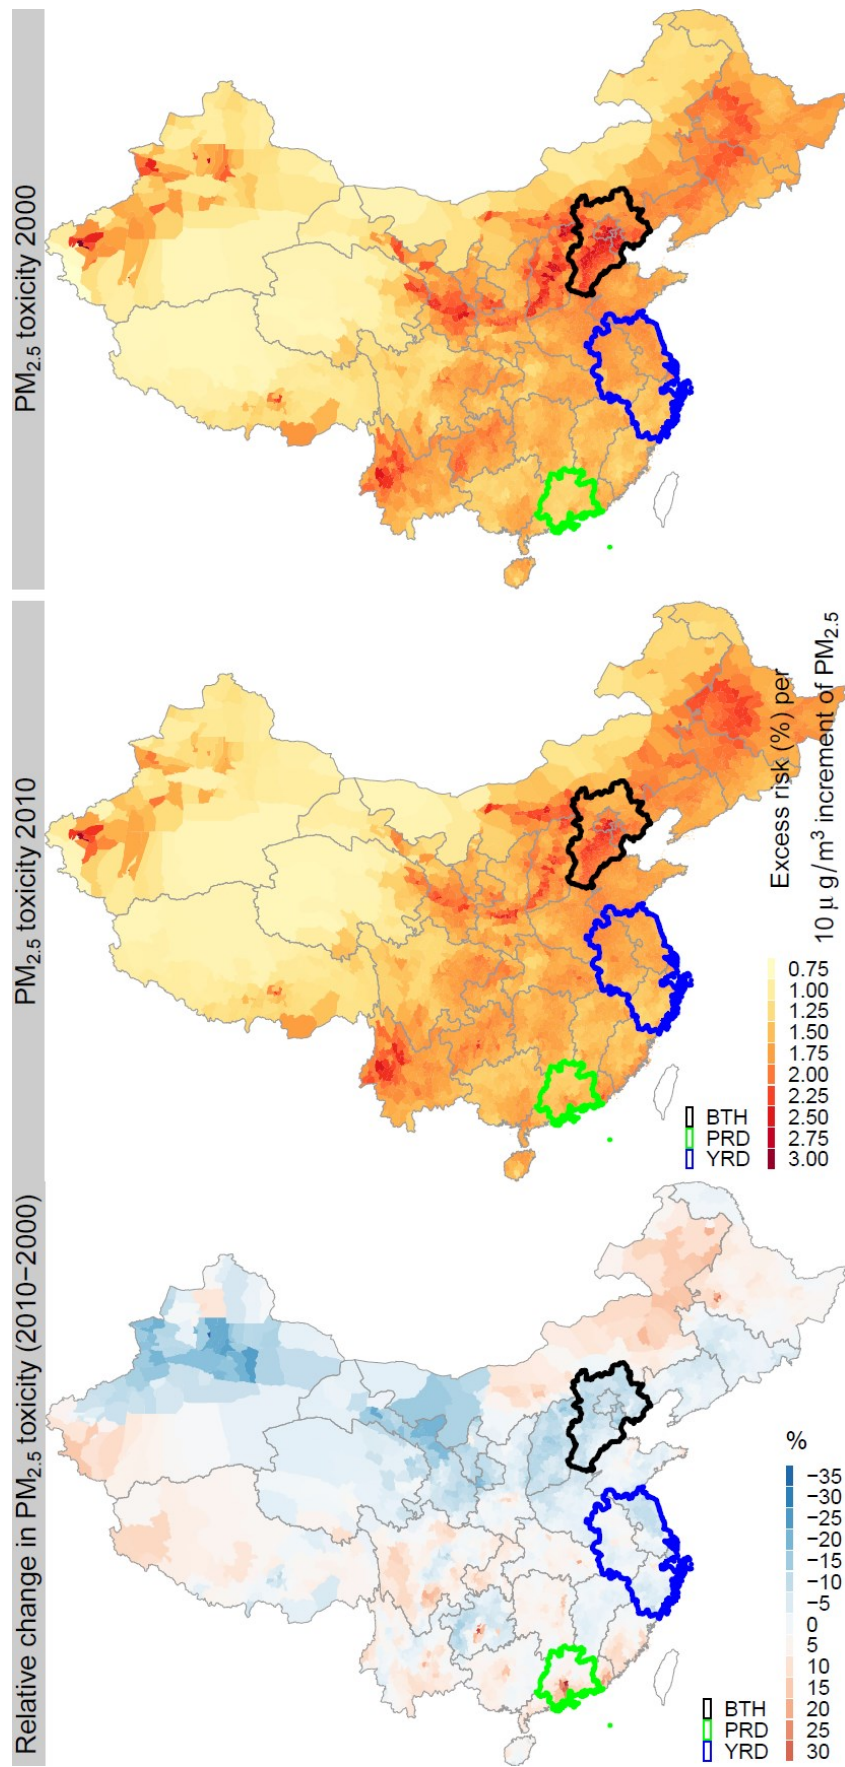 PM2.5 toxicity 2000
PM2.5 toxicity 2010
Excess risk (%) per
10 μ g/m³ increment of PM2.5
0.75
1.00
1.25
1.50
1.75
2.00
2.25
2.50
2.75
3.00
BTH
PRD
YRD
Relative change in PM2.5 toxicity (2010−2000)
%
−35
−30
−25
−20
−15
−10
−5
0
5
10
15
20
25
30
BTH
PRD
YRD